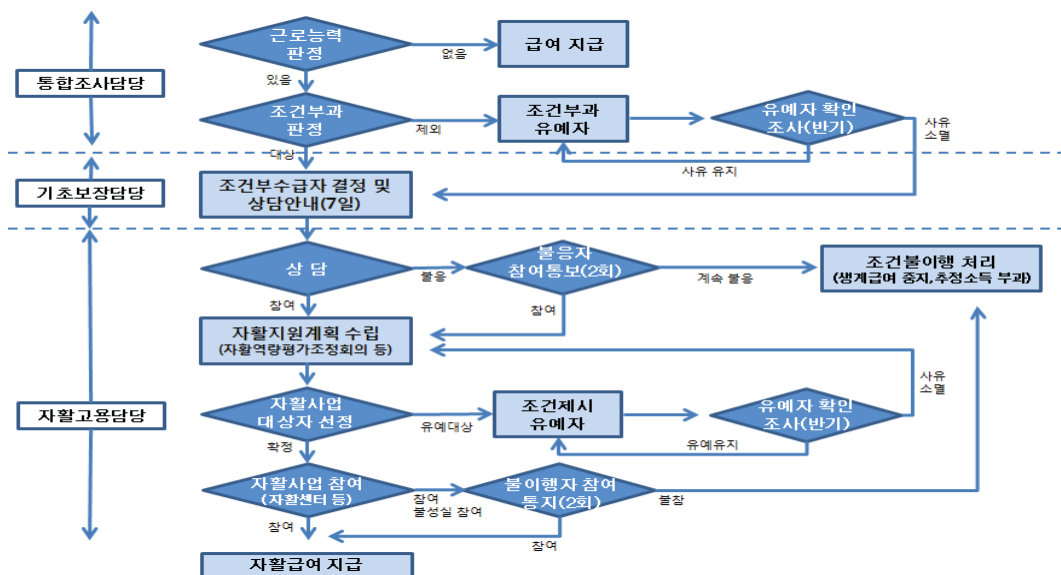 근로능력
판정
없음
급여 지급
통합조사담당
있음
조건부과
판정
제외
조건부과
유예자
유예자 확인
조사(반기)
사유
소멸
대상
사유 유지
기초보장담당
조건부수급자 결정 및
상담안내(7일)
상 담
불응
불응자
참여통보(2회)
계속 불응
조건불이행 처리
(생계급여 중지,추정소득 부과)
참여
참여
자활지원계획 수립
(자활역량평가조정회의 등)
사유
소멸
자활고용담당
자활사업
대상자 선정
유예대상
조건제시
유예자
유예자 확인
조사(반기)
확정
유예유지
자활사업 참여
(자활센터 등)
참여
불성실 참여
불이행자 참여
통지(2회)
불참
참여
참여
자활급여 지급